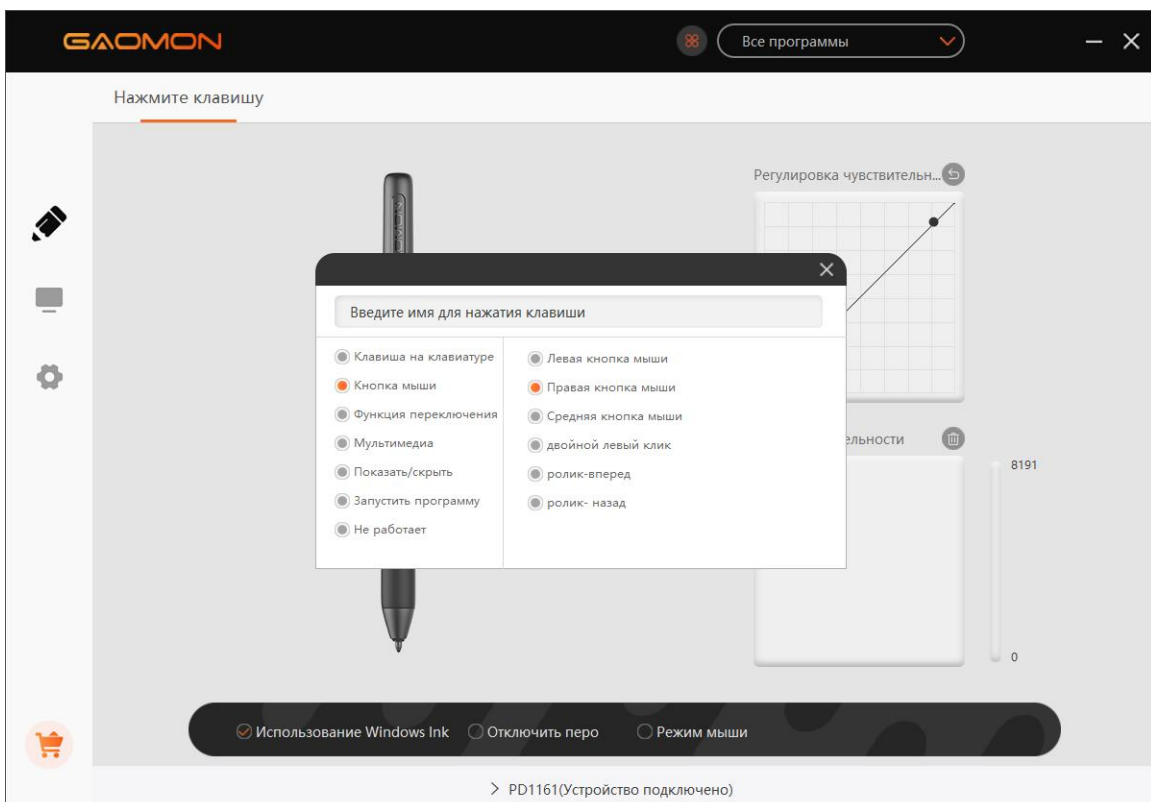 GAOMON
Все программы
Нажмите клавишу
Регулировка чувствительн...
GAOMON
Введите имя для нажатия клавиши
Клавиша на клавиатуре
Кнопка мыши
Функция переключения
Мультимедиа
Показать/скрыть
Запустить программу
Не работает
Левая кнопка мыши
Правая кнопка мыши
Средняя кнопка мыши
двойной левый клик
ролик-вперед
ролик- назад
ельности
8191
0
Использование Windows Ink
Отключить перо
Режим мыши
PD1161(Устройство подключено)